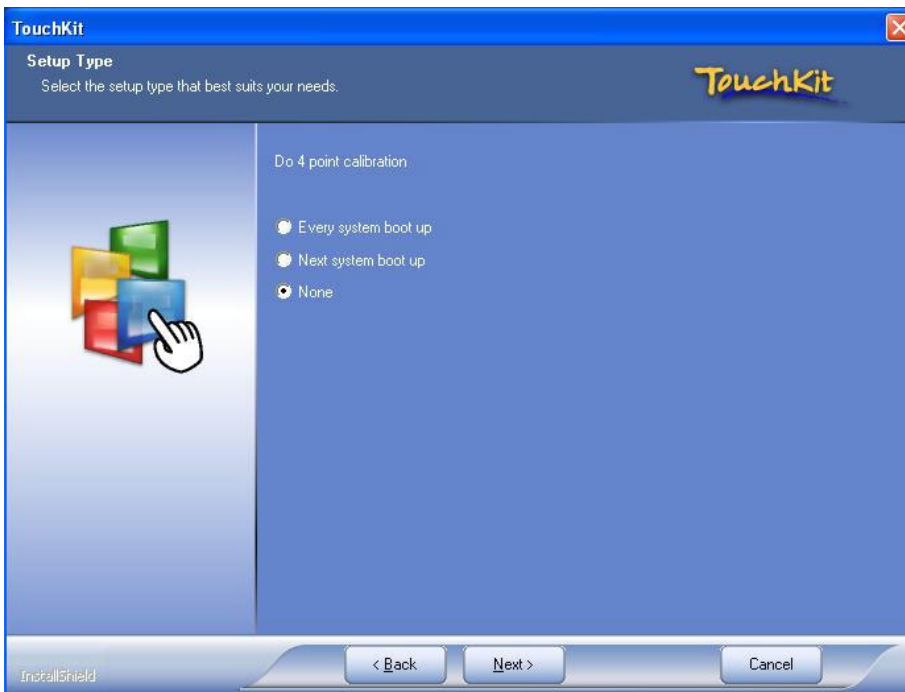 TouchKit
Setup Type
Select the setup type that best suits your needs.
TouchKit
Do 4 point calibration
Every system boot up
Next system boot up
None
InstallShield
< Back
Next >
Cancel